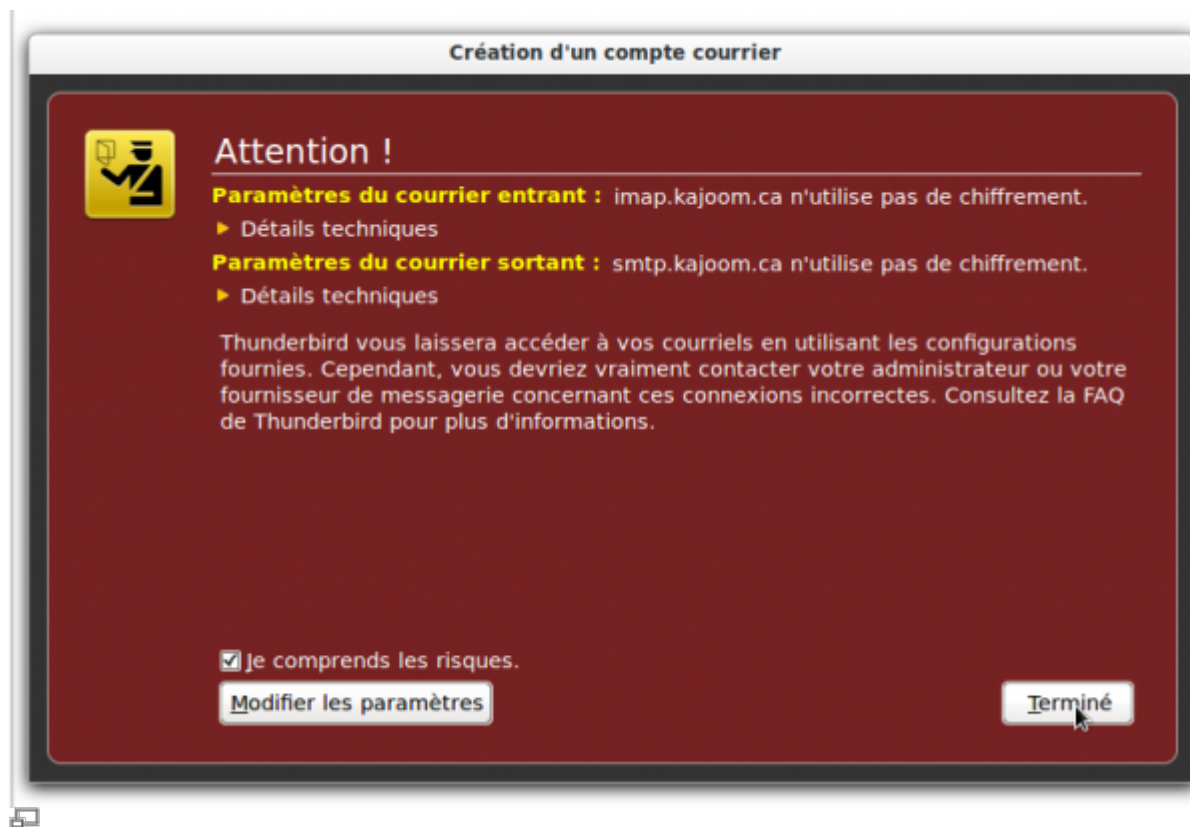 Création d'un compte courrier
Attention !
Paramètres du courrier entrant : imap.kajoom.ca n'utilise pas de chiffrement.
Détails techniques
Paramètres du courrier sortant : smtp.kajoom.ca n'utilise pas de chiffrement.
Détails techniques
Thunderbird vous laissera accéder à vos courriels en utilisant les configurations
fournies. Cependant, vous devriez vraiment contacter votre administrateur ou votre
fournisseur de messagerie concernant ces connexions incorrectes. Consultez la FAQ
de Thunderbird pour plus d'informations.
Je comprends les risques.
Modifier les paramètres
Terminé